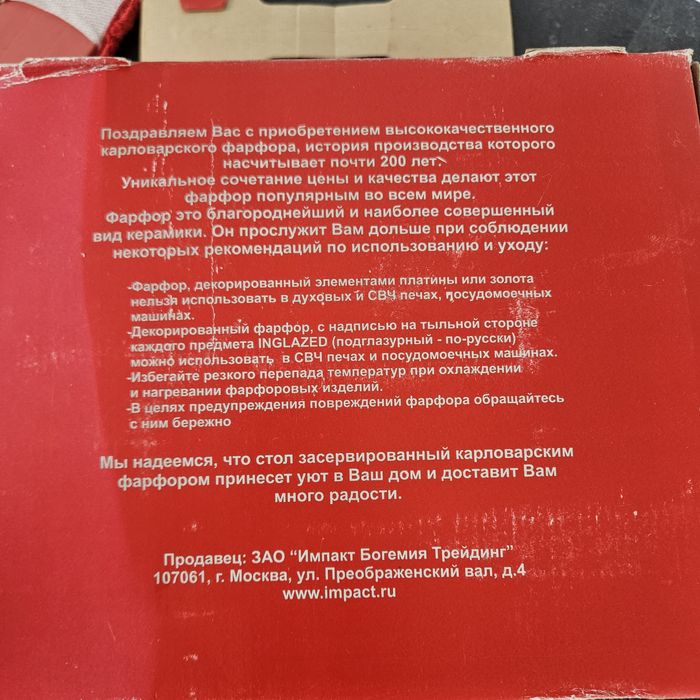 Поздравляем Вас с приобретением высококачественного
карловарского фарфора, история производства которого
насчитывает почти 200 лет.
Уникальное сочетание цены и качества делают этот
фарфор популярным во всем мире.
Фарфор это благороднейший и наиболее совершенный
вид керамики. Он прослужит Вам дольше при соблюдении
некоторых рекомендаций по использованию и уходу:
-Фарфор, декорированный элементами платины или золота
нельзя использовать в духовых и СВЧ печах, посудомоечных
машинах.
-Декорированный фарфор, с надписью на тыльной стороне
каждого предмета INGLAZED (подглазурный - по-русски)
можно использовать в СВЧ печах и посудомоечных машинах.
-Избегайте резкого перепада температур при охлаждении
и нагревании фарфоровых изделий.
-В целях предупреждения повреждений фарфора обращайтесь
с ним бережно
Мы надеемся, что стол засервированный карловарским
фарфором принесет уют в Ваш дом и доставит Вам
много радости.
Продавец: ЗАО “Импакт Богемия Трейдинг”
107061, г. Москва, ул. Преображенский вал, д.4
www.impact.ru